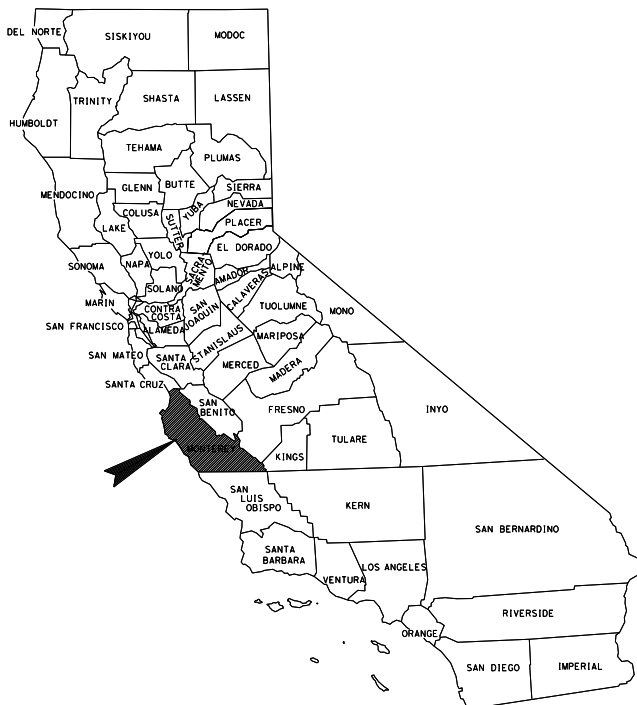 DEL NORTE
SISKIYOU
MODOC
TRINITY
SHASTA
LASSEN
HUMBOLDT
TEHAMA
PLUMAS
MENDOCINO
GLENN
BUTTE
SIERRA
COLUSA
LAKE
SUTTER
YUBA
NEVADA
PLACER
EL DORADO
SONOMA
NAPA
YOLO
SACRA
MENTO
AMADOR
ALPINE
SOLANO
CALAVERAS
MARIN
CONTRA
COSTA
SAN
JOAQUIN
TUOLUMNE
MONO
SAN FRANCISCO
ALAMEDA
STANISLAUS
MARIPOSA
SAN MATEO
SANTA
CLARA
MERCED
MADERA
SANTA CRUZ
SAN
BENITO
FRESNO
INYO
MONTEREY
KINGS
TULARE
SAN
LUIS
OBISPO
KERN
SAN BERNARDINO
SANTA
BARBARA
VENTURA
LOS ANGELES
RIVERSIDE
ORANGE
SAN DIEGO
IMPERIAL